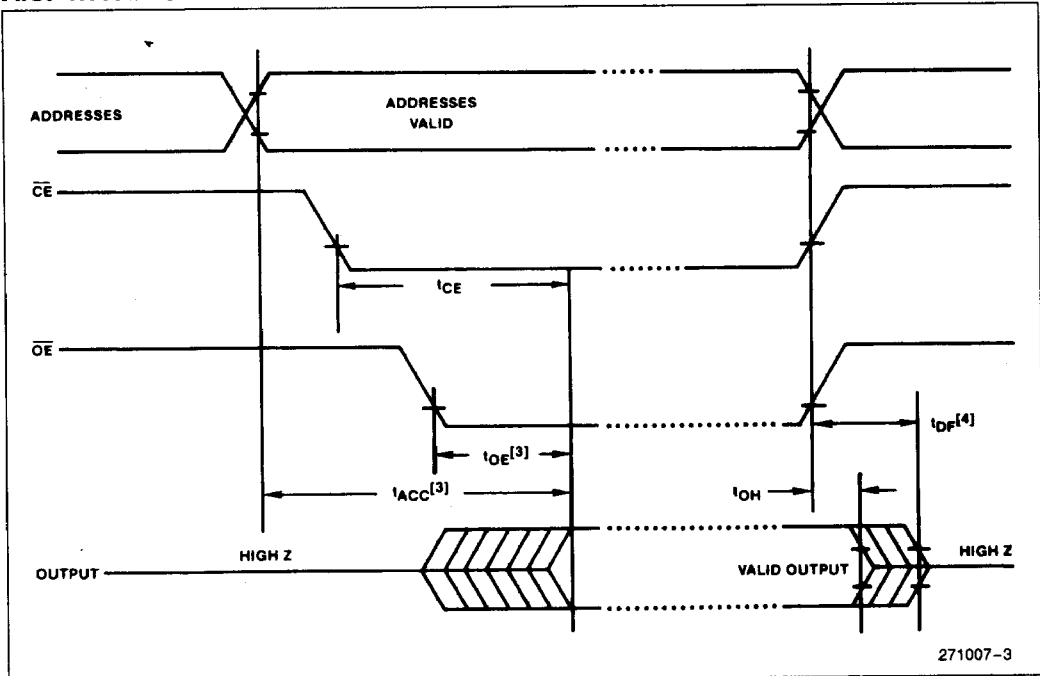 ADDRESSES
ADDRESSES
VALID
CE
tCE
OE
tOE[3]
tDF[4]
tACC[3]
tOH
HIGH Z
OUTPUT
VALID OUTPUT
HIGH Z
271007-3